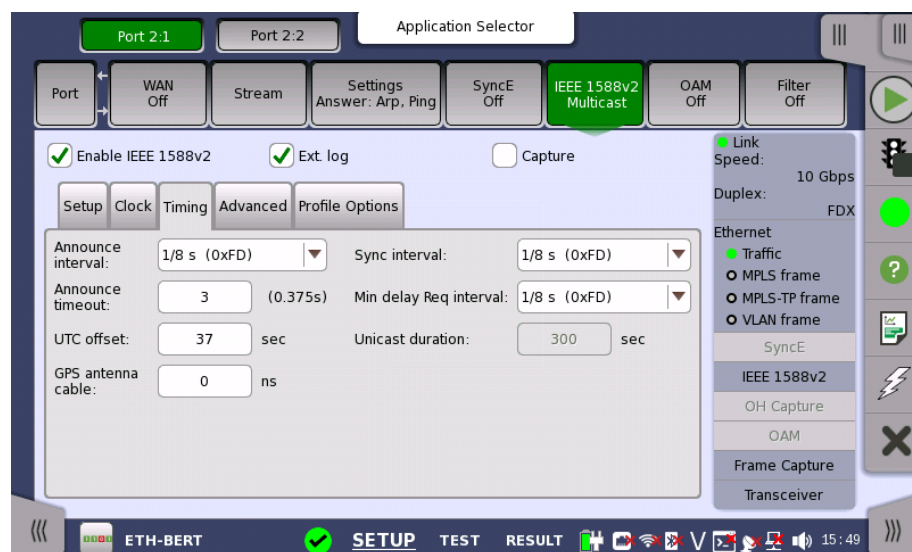 Port 2:1
Port 2:2
Application Selector
Port
WAN
Off
Stream
Settings
Answer: Arp, Ping
SyncE
Off
IEEE 1588v2
Multicast
OAM
Off
Filter
Off
Enable IEEE 1588v2
Ext. log
Capture
Setup
Clock
Timing
Advanced
Profile Options
Announce
interval:
1/8 s (0xFD)
Sync interval:
1/8 s (0xFD)
Announce
timeout:
3
(0.375s)
Min delay Req interval:
1/8 s (0xFD)
UTC offset:
37
sec
Unicast duration:
300
sec
GPS antenna
cable:
0
ns
Link
Speed:
10 Gbps
Duplex:
FDX
Ethernet
Traffic
MPLS frame
MPLS-TP frame
VLAN frame
SyncE
IEEE 1588v2
OH Capture
OAM
Frame Capture
Transceiver
ETH-BERT
SETUP
TEST
RESULT
V
15:49